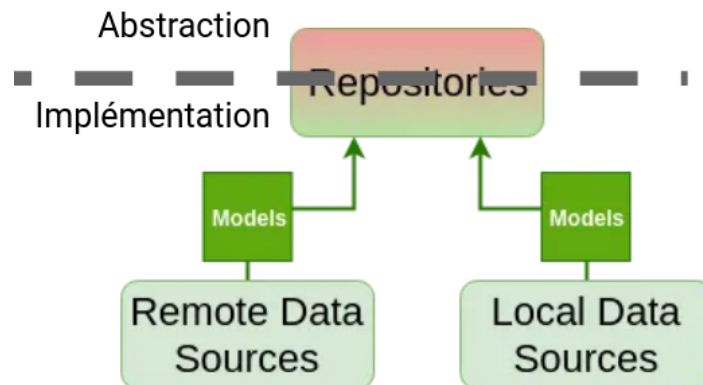 Abstraction
Repositories
Implémentation
Models
Models
Remote Data
Sources
Local Data
Sources